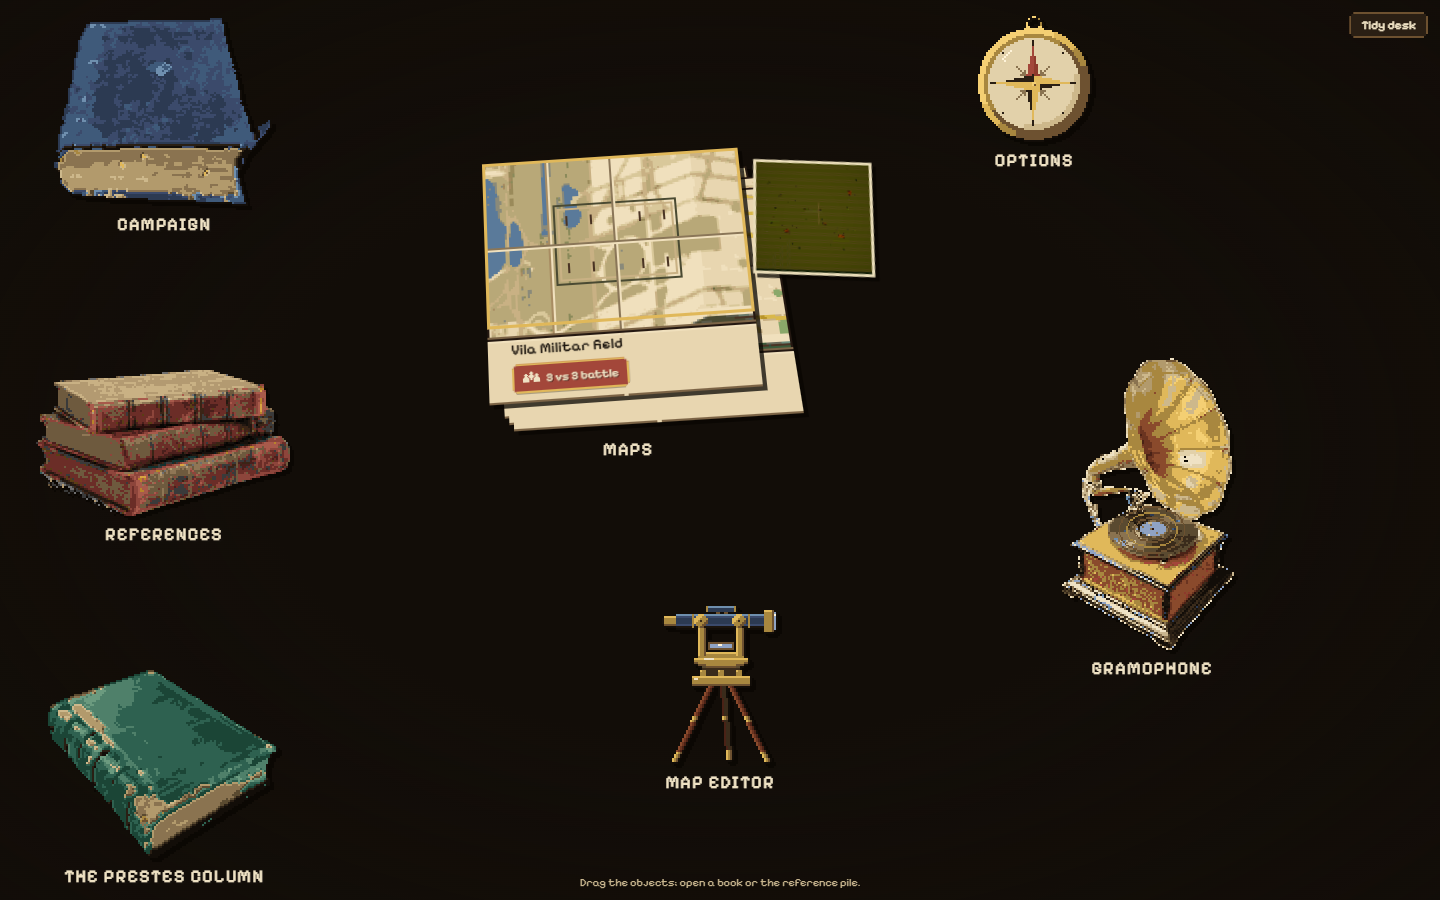 Tidy desk
OPTIONS
CAMPAIGN
Vila Militar field
3 vs 3 battle
MAPS
REFERENCES
GRAMOPHONE
MAP EDITOR
THE PRESTES COLUMN
Drag the objects; open a book or the reference pile.